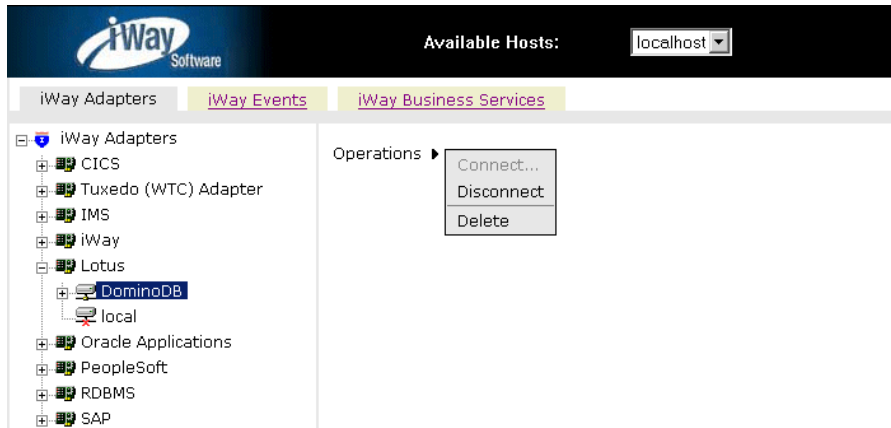 iWay
Software
Available Hosts:
localhost
iWay Adapters
iWay Events
iWay Business Services
iWay Adapters
CICS
Tuxedo (WTC) Adapter
IMS
iWay
Lotus
DominoDB
local
Oracle Applications
PeopleSoft
RDBMS
SAP
Operations
Connect...
Disconnect
Delete